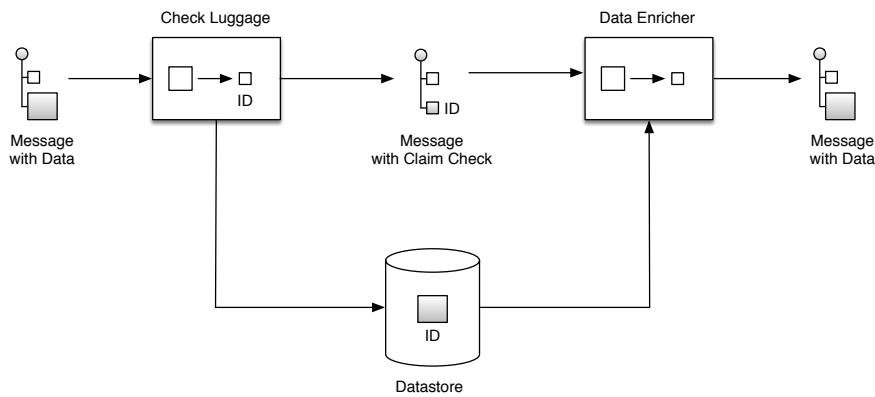 Check Luggage
Data Enricher
ID
ID
Message
with Data
Message
with Claim Check
Message
with Data
ID
Datastore